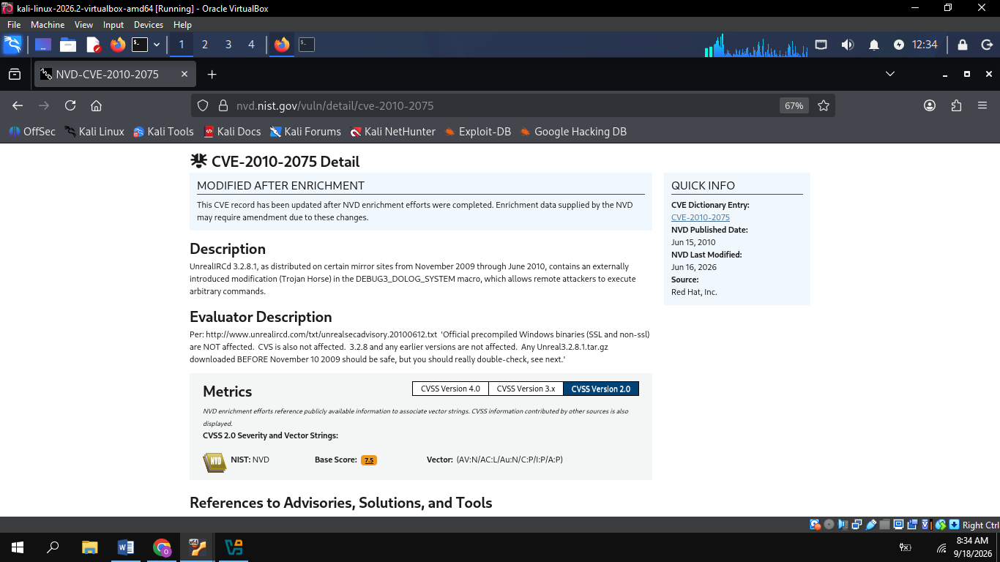 kali-linux-2026.2-virtualbox-amd64 [Running] - Oracle VirtualBox
File Machine View Input Devices Help
1 2 3 4 12:34
NVD-CVE-2010-2075
nvd.nist.gov/vuln/detail/cve-2010-2075 67%
OffSec Kali Linux Kali Tools Kali Docs Kali Forums Kali NetHunter Exploit-DB Google Hacking DB
CVE-2010-2075 Detail
MODIFIED AFTER ENRICHMENT
This CVE record has been updated after NVD enrichment efforts were completed. Enrichment data supplied by the NVD
may require amendment due to these changes.
Description
UnrealIRCd 3.2.8.1, as distributed on certain mirror sites from November 2009 through June 2010, contains an externally
introduced modification (Trojan Horse) in the DEBUG3_DOLOG_SYSTEM macro, which allows remote attackers to execute
arbitrary commands.
Evaluator Description
Per: http://www.unrealircd.com/txt/unrealsecadvisory.20100612.txt 'Official precompiled Windows binaries (SSL and non-ssl)
are NOT affected. CVS is also not affected. 3.2.8 and any earlier versions are not affected. Any Unreal3.2.8.1.tar.gz
downloaded BEFORE November 10 2009 should be safe, but you should really double-check, see next.'
Metrics
CVSS Version 4.0 CVSS Version 3.x CVSS Version 2.0
NVD enrichment efforts reference publicly available information to associate vector strings. CVSS information contributed by other sources is also
displayed.
CVSS 2.0 Severity and Vector Strings:
NVD NIST: NVD Base Score: 7.5 Vector: (AV:N/AC:L/Au:N/C:P/I:P/A:P)
References to Advisories, Solutions, and Tools
QUICK INFO
CVE Dictionary Entry:
CVE-2010-2075
NVD Published Date:
Jun 15, 2010
NVD Last Modified:
Jun 16, 2026
Source:
Red Hat, Inc.
Right Ctrl
8:34 AM
9/18/2026